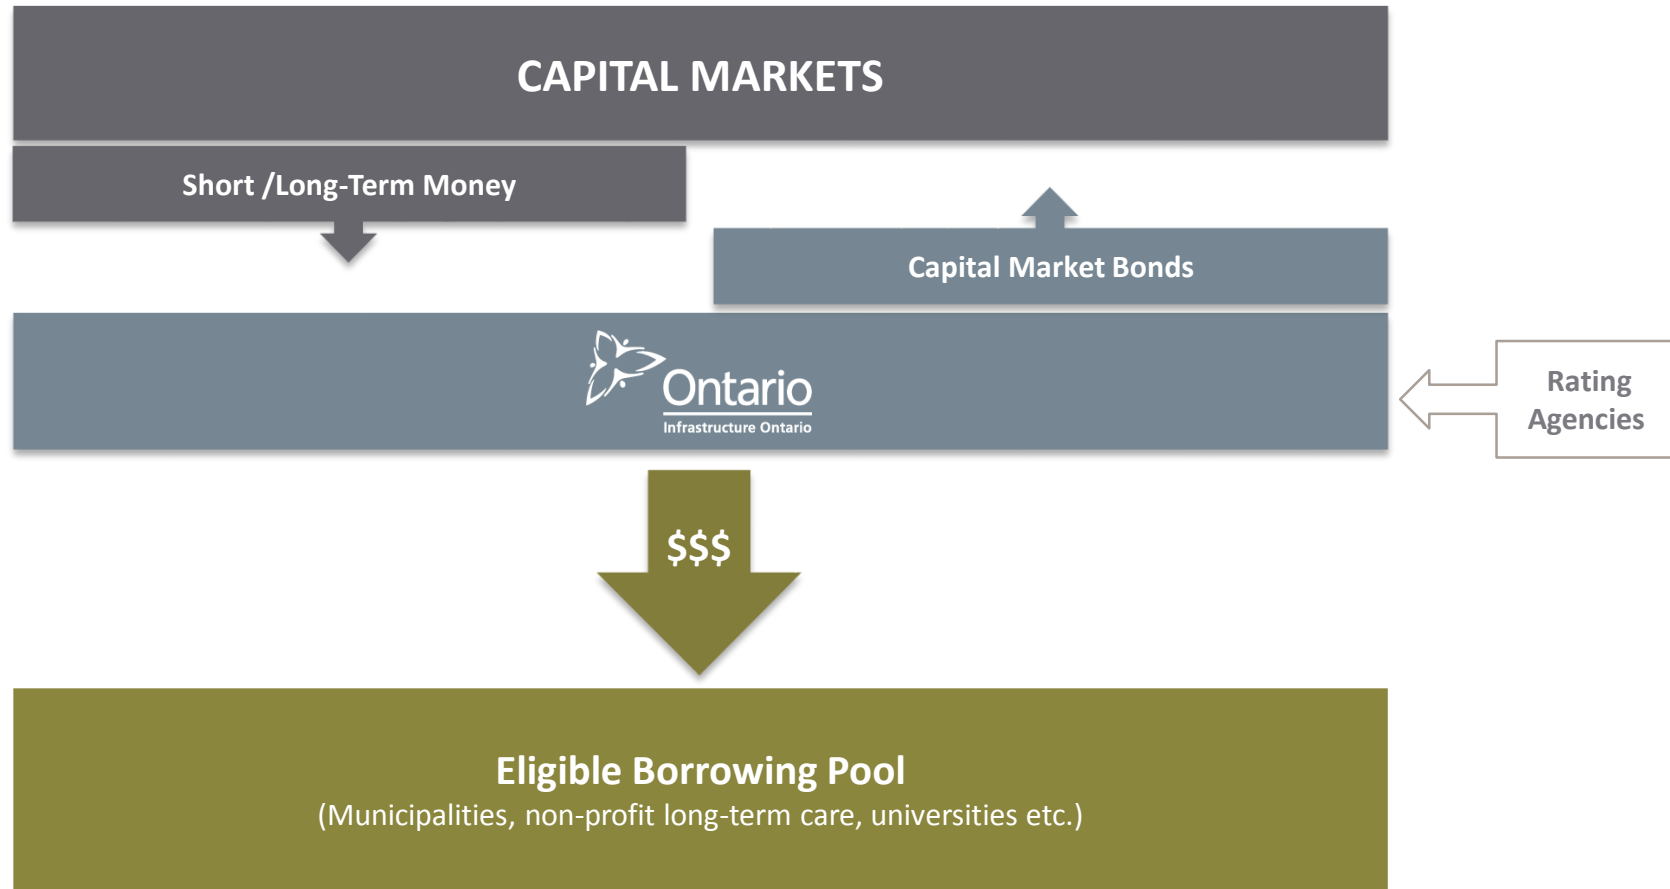 CAPITAL MARKETS
Short /Long-Term Money
Capital Market Bonds
Ontario
Infrastructure Ontario
Rating
Agencies
$$$
Eligible Borrowing Pool
(Municipalities, non-profit long-term care, universities etc.)